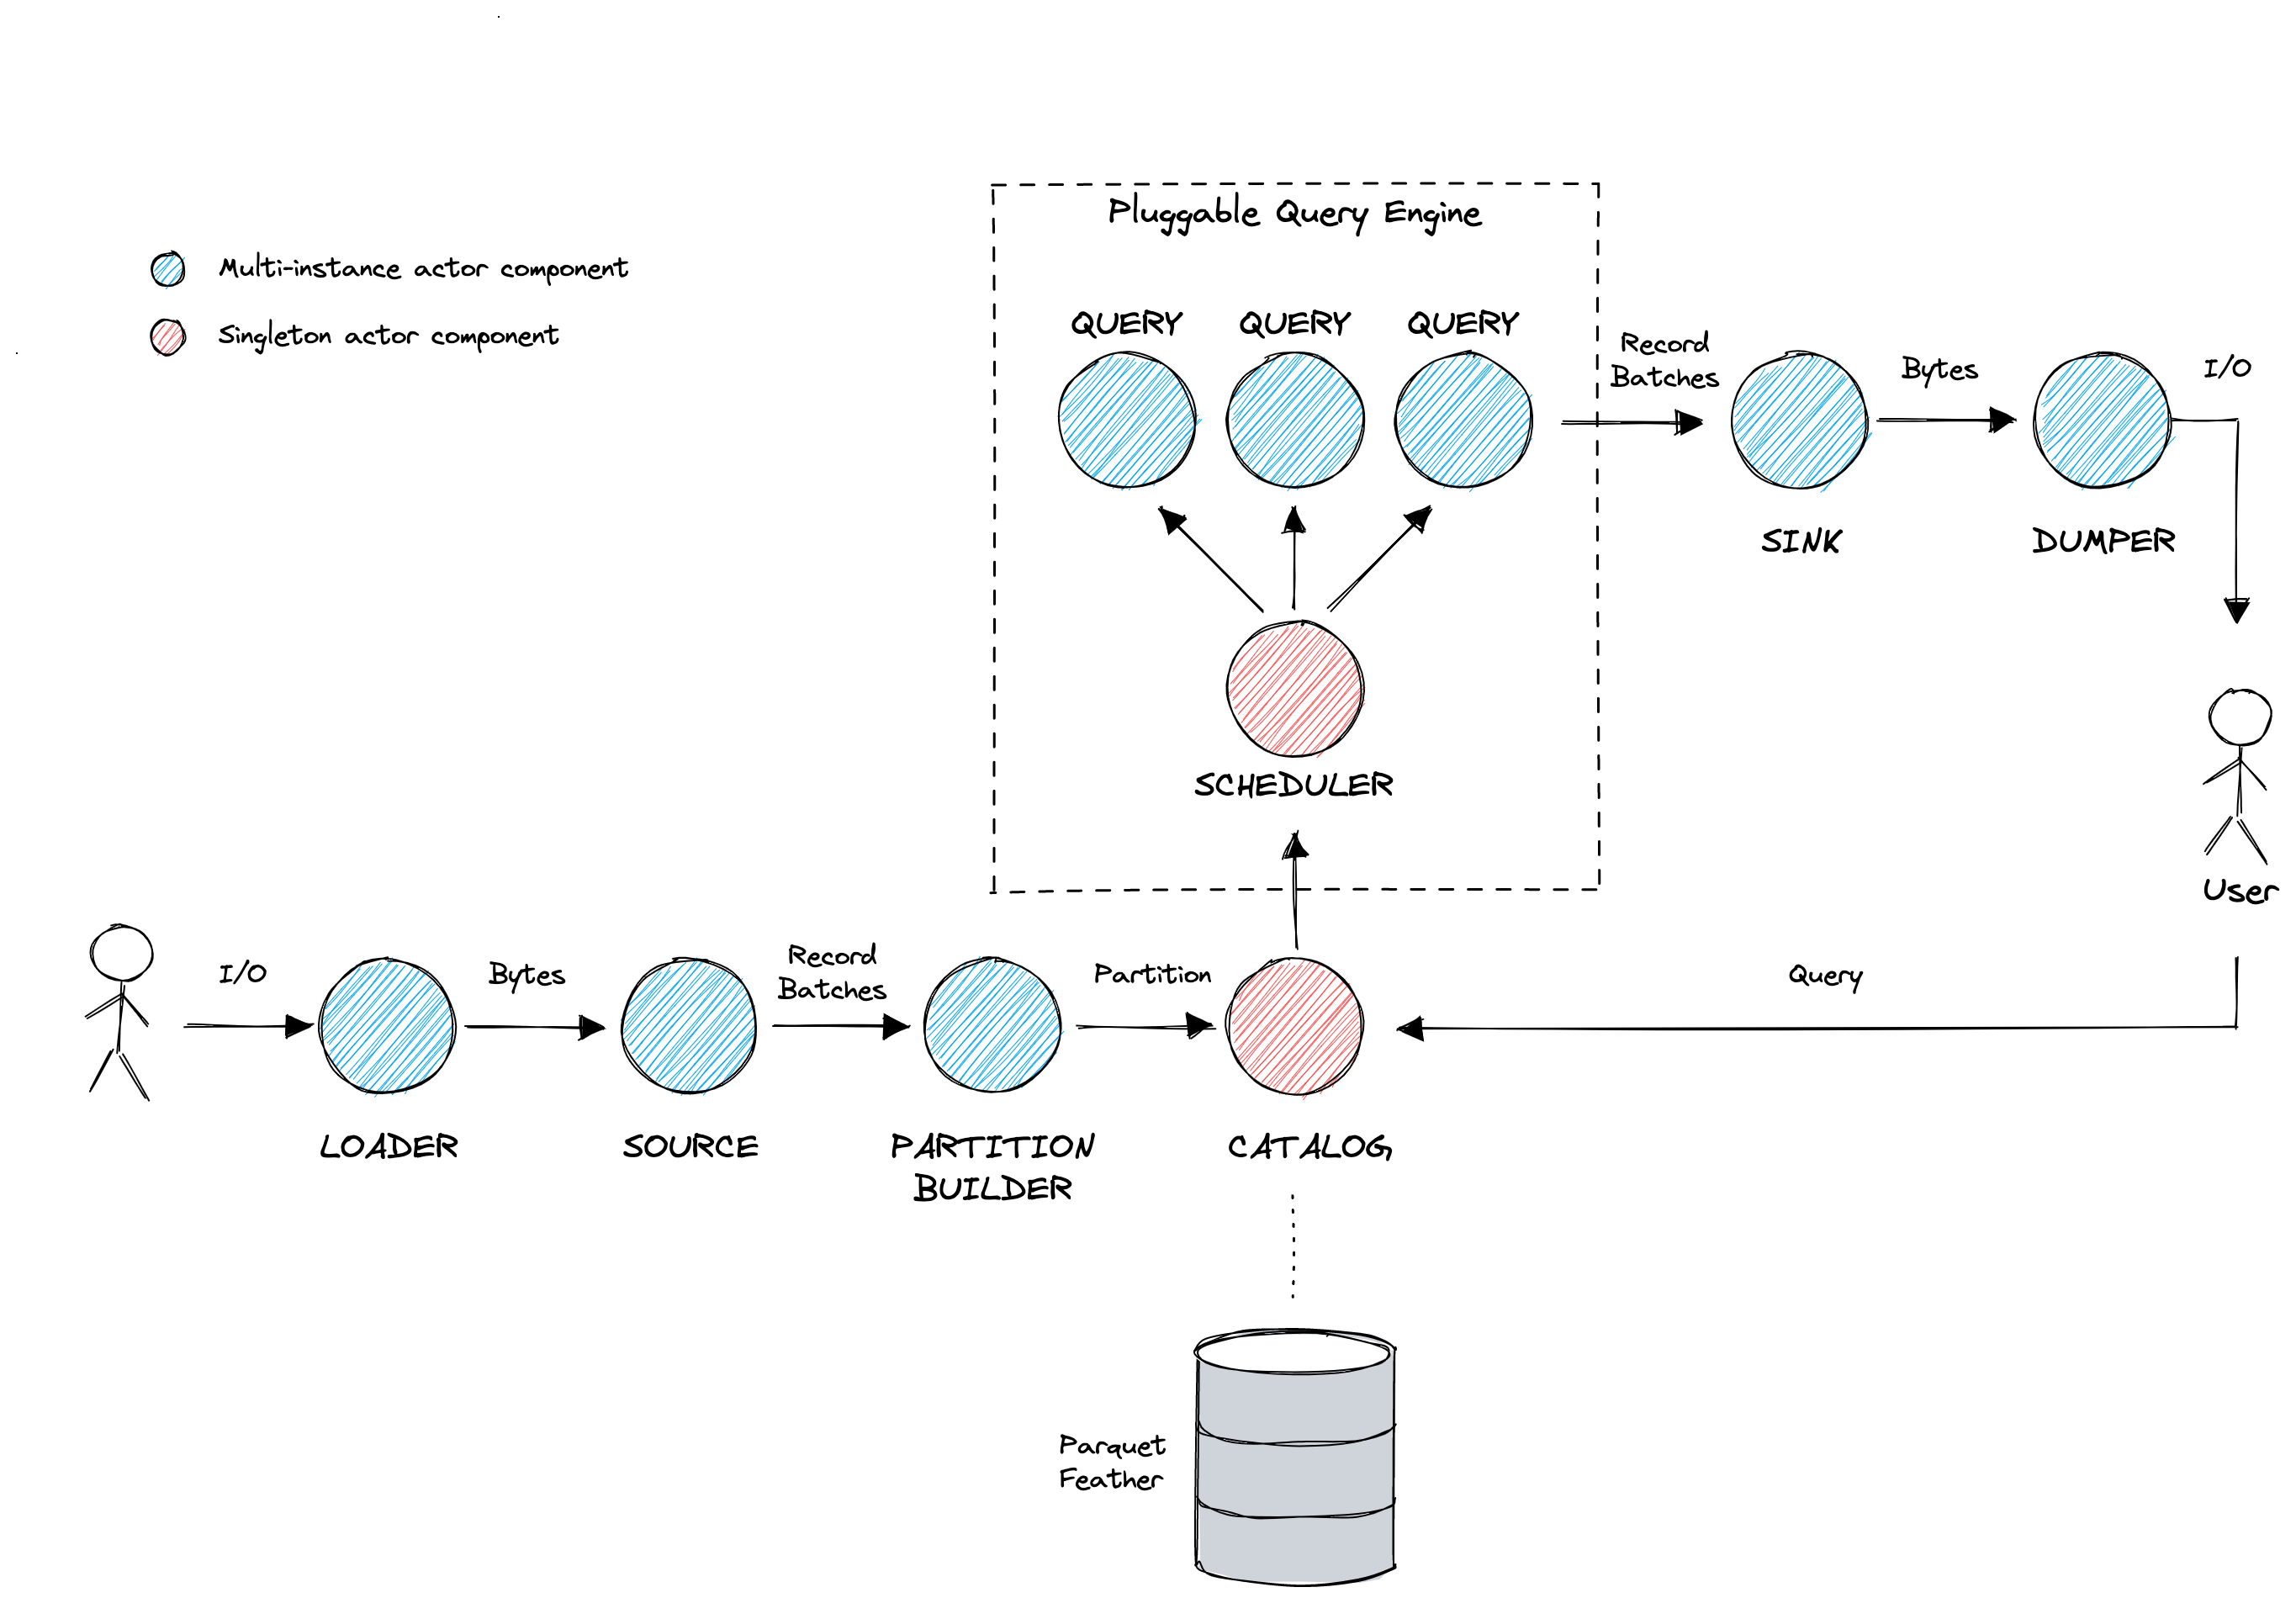 Pluggable Query Engine
Multi-instance actor component
Singleton actor component
QUERY
QUERY
QUERY
Record
Batches
Bytes
I/O
SINK
DUMPER
SCHEDULER
User
I/O
Bytes
Record
Batches
Partition
Query
LOADER
SOURCE
PARTITION
BUILDER
CATALOG
Parquet
Feather